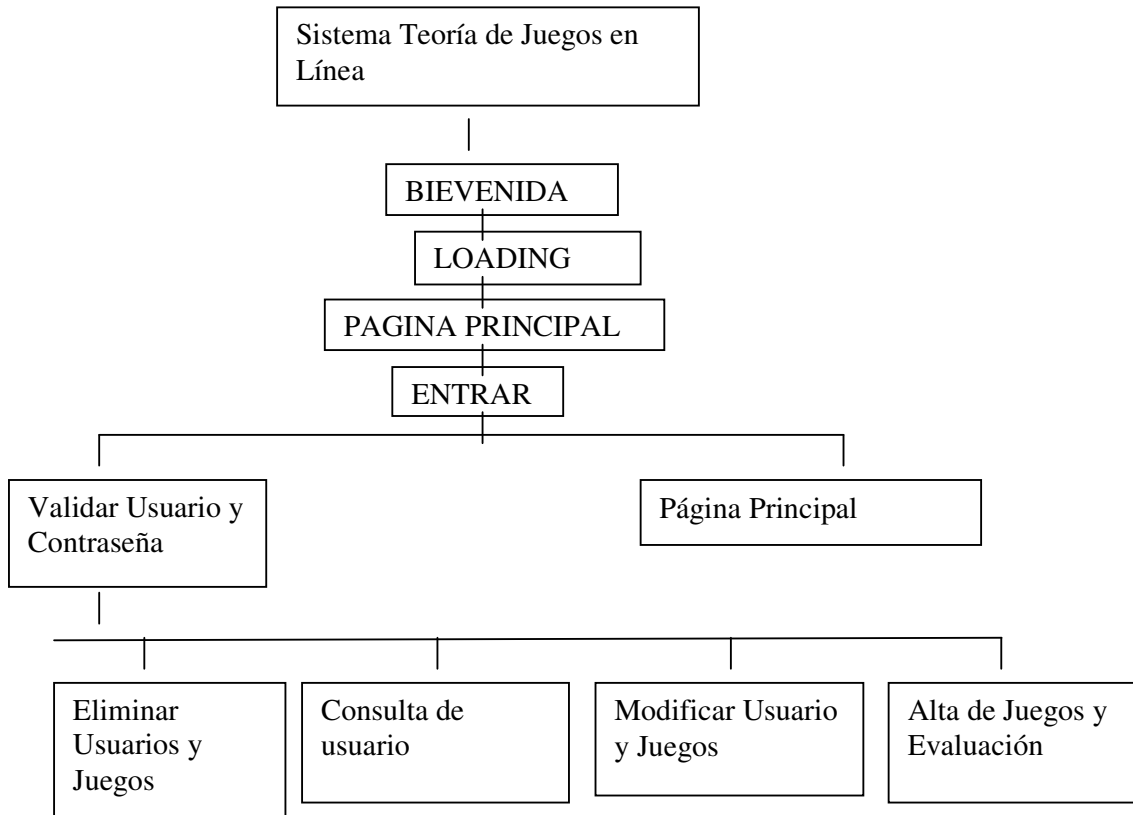 Sistema Teoría de Juegos en
Línea
BIEVENIDA
LOADING
PAGINA PRINCIPAL
ENTRAR
Validar Usuario y
Contraseña
Página Principal
Eliminar
Usuarios y
Juegos
Consulta de
usuario
Modificar Usuario
y Juegos
Alta de Juegos y
Evaluación